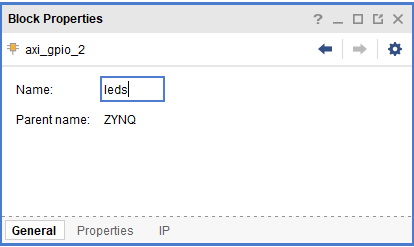 Block Properties
axi_gpio_2
Name: leds
Parent name: ZYNQ
General Properties IP